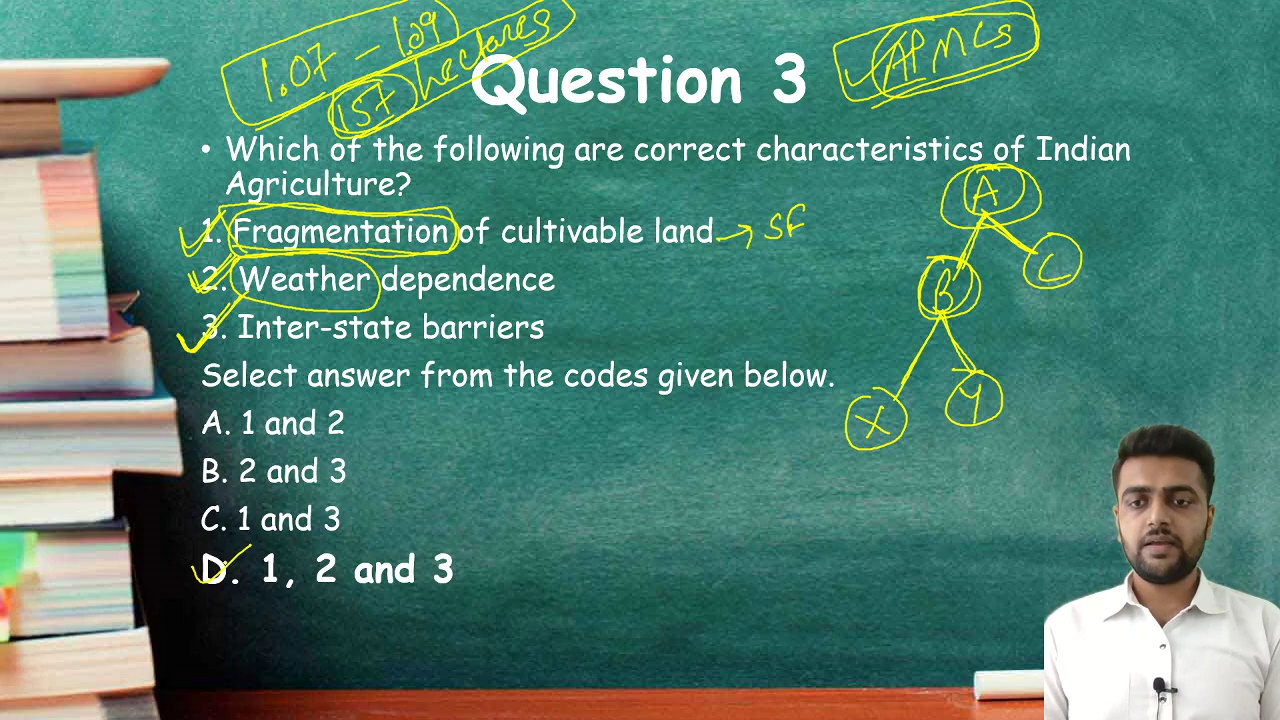 1.07 - 1.09
157 hectares
APMCs
Question 3
• Which of the following are correct characteristics of Indian
Agriculture?
1. Fragmentation of cultivable land → SF
2. Weather dependence
3. Inter-state barriers
Select answer from the codes given below.
A. 1 and 2
B. 2 and 3
C. 1 and 3
D. 1, 2 and 3
A
B
C
X
Y